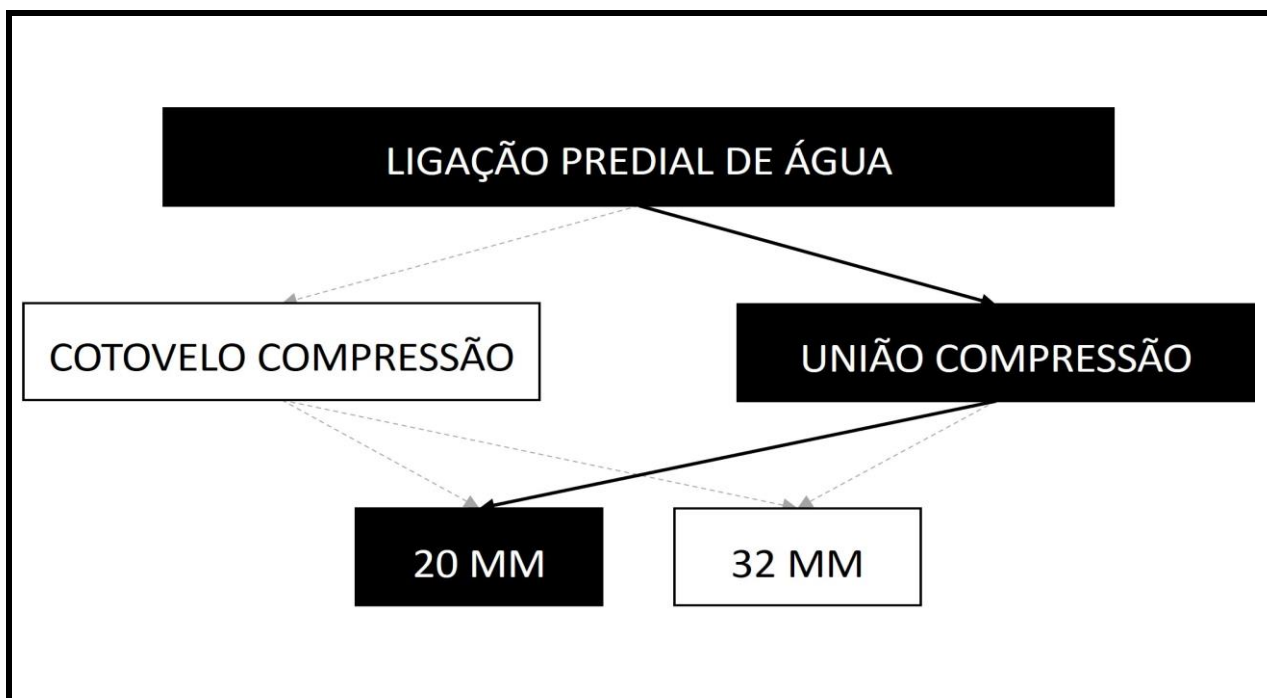 LIGAÇÃO PREDIAL DE ÁGUA
COTOVELO COMPRESSÃO
UNIÃO COMPRESSÃO
20 MM
32 MM